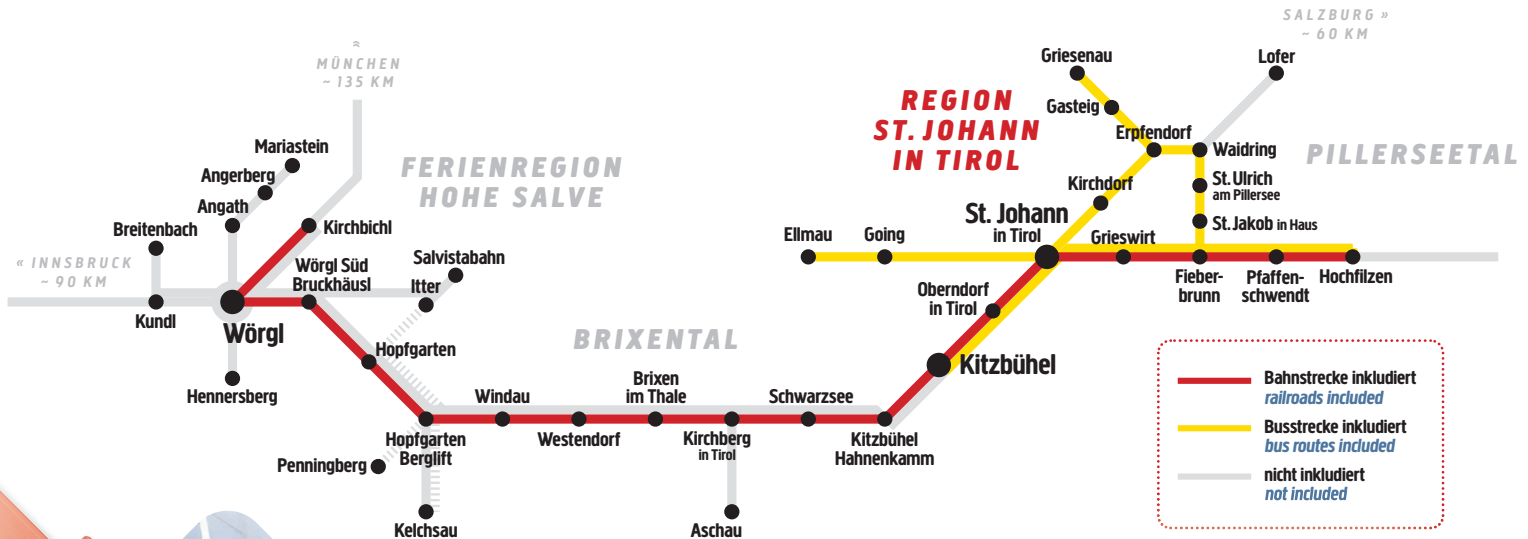 SALZBURG »
~ 60 KM
»
MÜNCHEN
~ 135 KM
Griesenau
Lofer
REGION
ST. JOHANN
IN TIROL
Gasteig
Erpfendorf
Waidring
PILLERSEETAL
Mariastein
FERIENREGION
HOHE SALVE
Angerberg
Kirchdorf
St. Ulrich
am Pillersee
Angath
Breitenbach
Kirchbichl
St. Johann
in Tirol
St. Jakob in Haus
Ellmau
Going
Grieswirt
« INNSBRUCK
~ 90 KM
Wörgl Süd
Bruckhäusl
Salvistabahn
Itter
Fieber-
brunn
Pfaffen-
schwendt
Hochfilzen
Oberndorf
in Tirol
Kundl
Wörgl
BRIXENTAL
Hopfgarten
Kitzbühel
Hennersberg
Windau
Brixen
im Thale
Schwarzsee
Hopfgarten
Berglift
Westendorf
Kirchberg
in Tirol
Kitzbühel
Hahnenkamm
Penningberg
Kelchsau
Aschau
Bahnstrecke inkludiert
railroads included
Busstrecke inkludiert
bus routes included
nicht inkludiert
not included